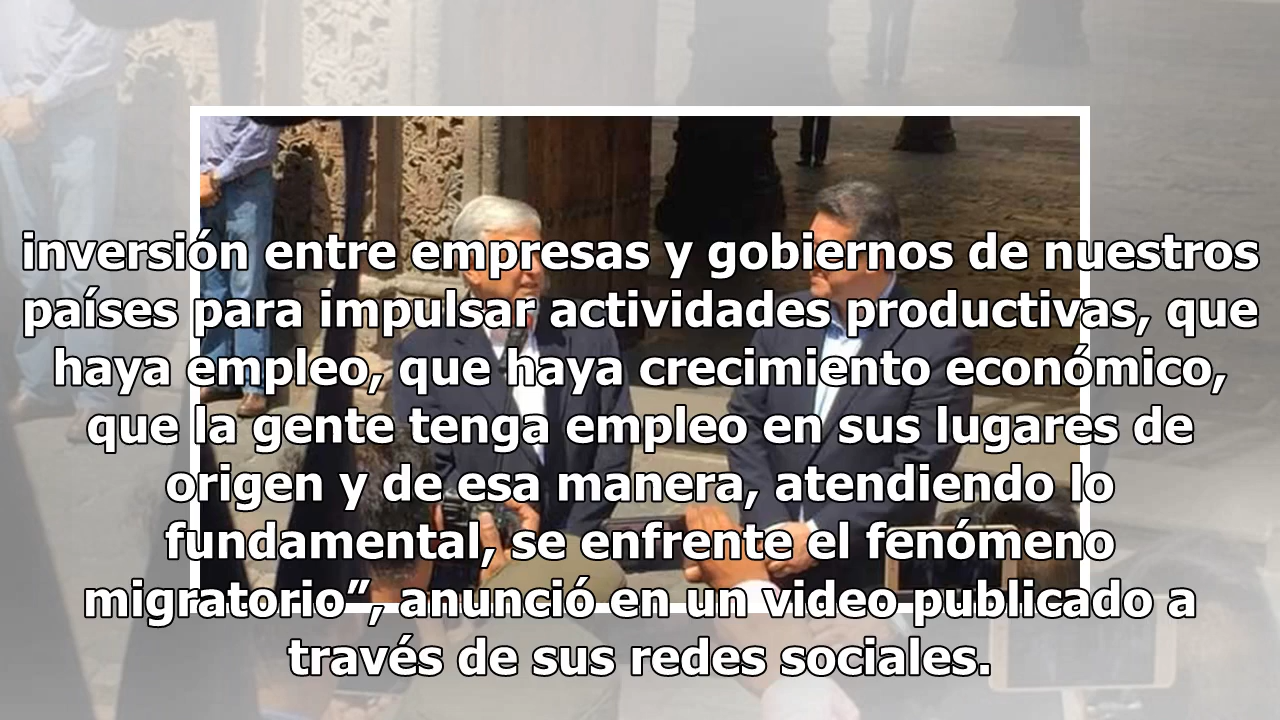 inversión entre empresas y gobiernos de nuestros
países para impulsar actividades productivas, que
haya empleo, que haya crecimiento económico,
que la gente tenga empleo en sus lugares de
origen y de esa manera, atendiendo lo
fundamental, se enfrente el fenómeno
migratorio”, anunció en un video publicado a
través de sus redes sociales.